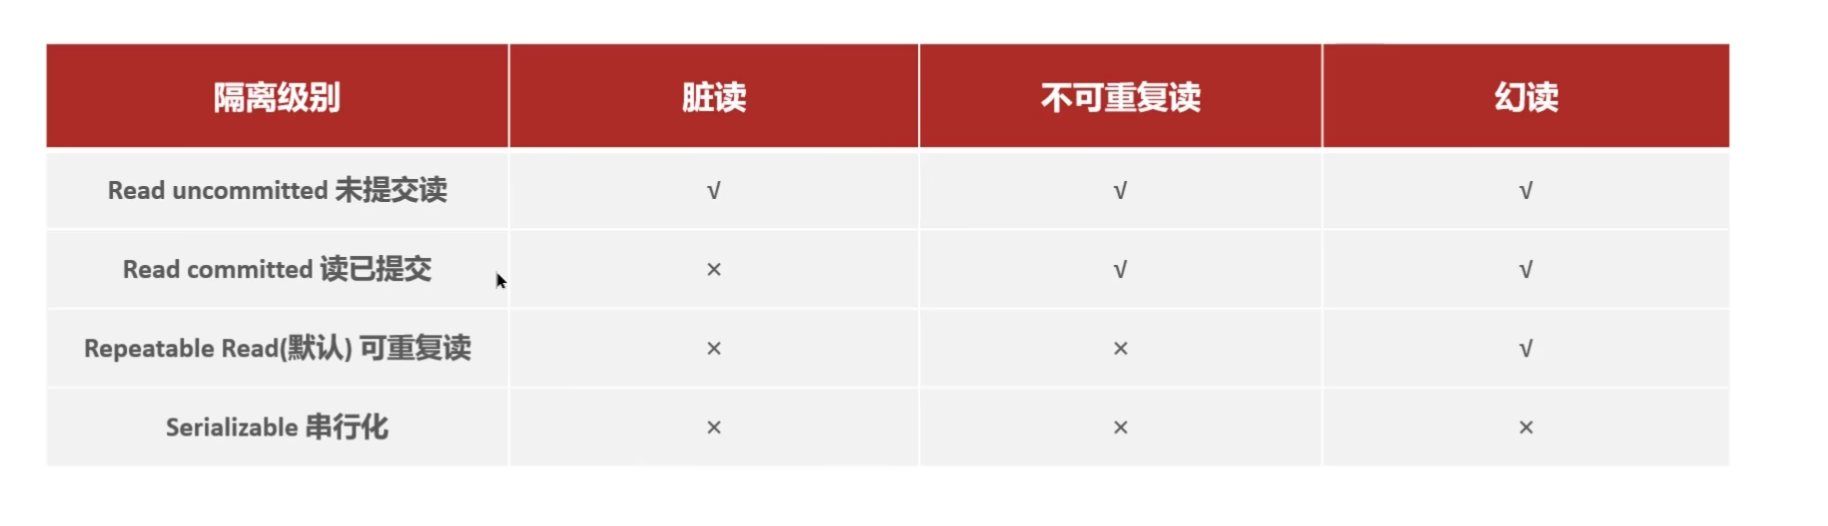 隔离级别 脏读 不可重复读 幻读
Read uncommitted 未提交读 √ √ √
Read committed 读已提交 × √ √
Repeatable Read(默认) 可重复读 × × √
Serializable 串行化 × × ×